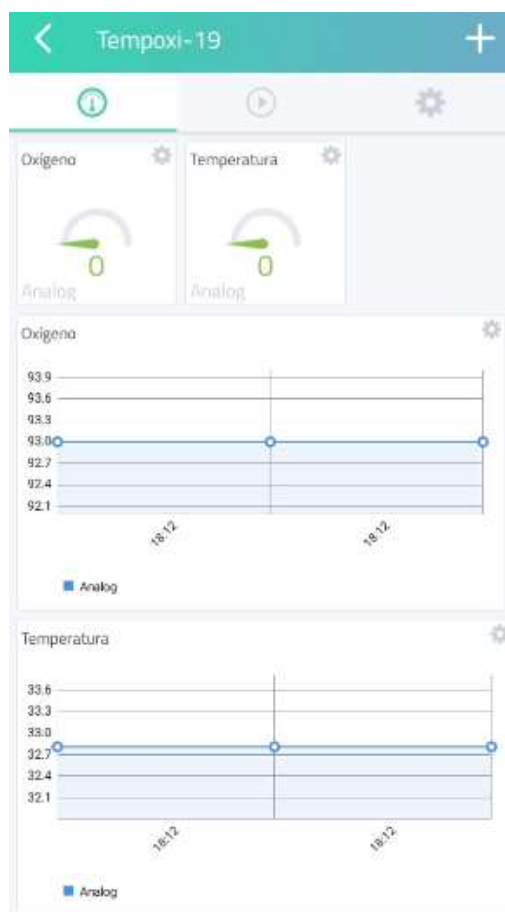 Tempoxi-19
Oxígeno
Temperatura
0
0
Analog
Analog
Oxígeno
93.9
93.6
93.3
93.0
92.7
92.4
92.1
18:12
18:12
Analog
Temperatura
33.6
33.3
33.0
32.7
32.4
32.1
18:12
18:12
Analog